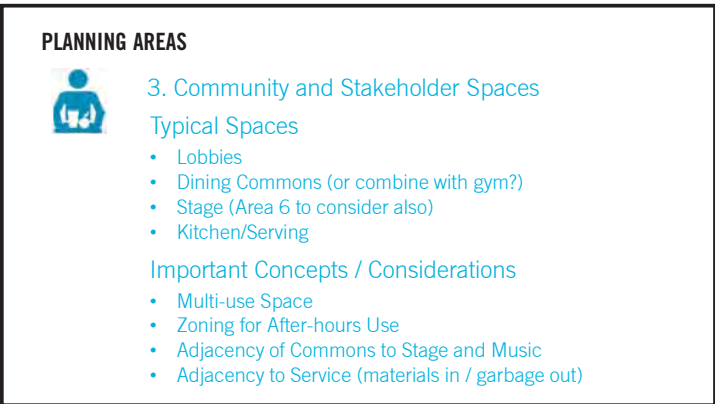 PLANNING AREAS
3. Community and Stakeholder Spaces
Typical Spaces
• Lobbies
• Dining Commons (or combine with gym?)
• Stage (Area 6 to consider also)
• Kitchen/Serving
Important Concepts / Considerations
• Multi-use Space
• Zoning for After-hours Use
• Adjacency of Commons to Stage and Music
• Adjacency to Service (materials in / garbage out)